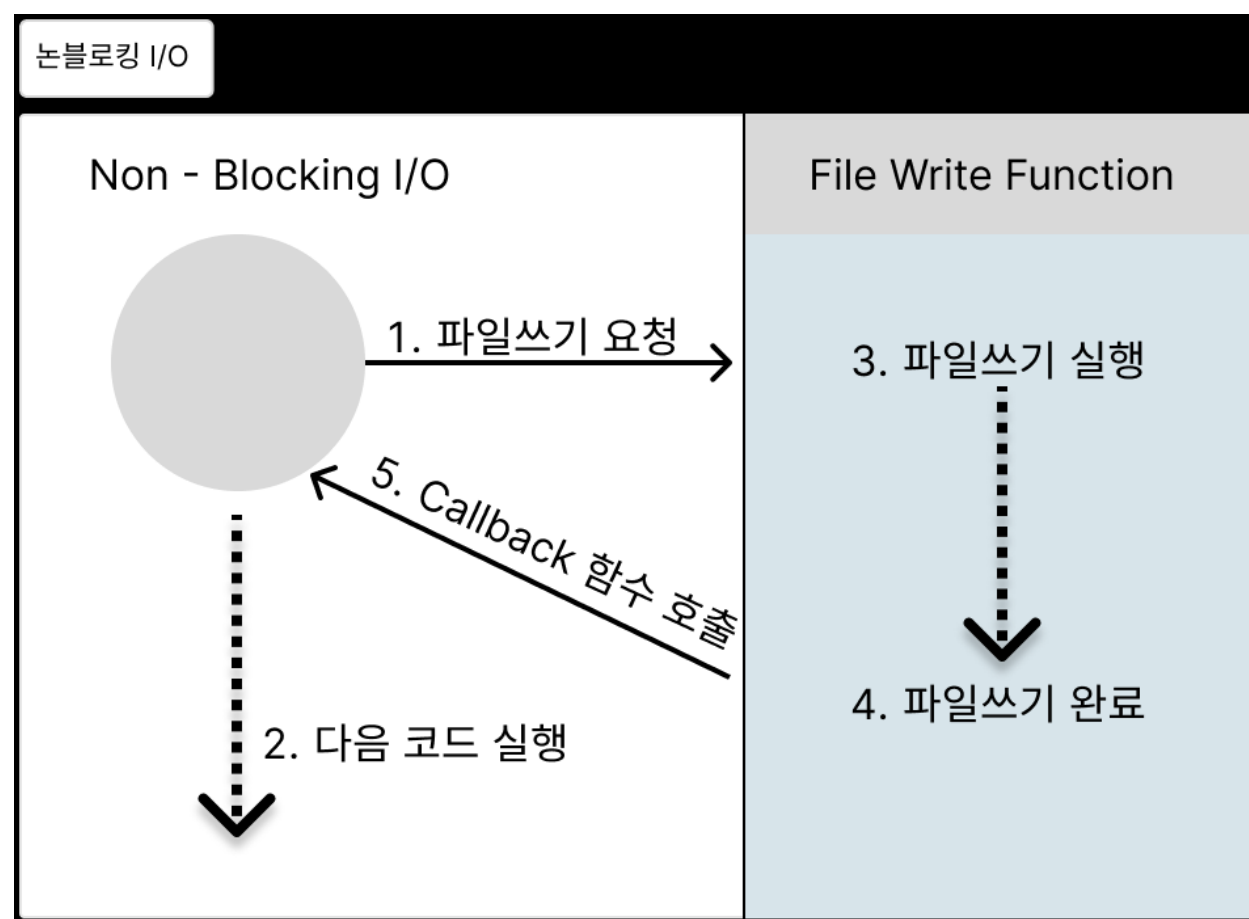 논블로킹 I/O
Non - Blocking I/O
File Write Function
1. 파일쓰기 요청
3. 파일쓰기 실행
5. Callback 함수 호출
4. 파일쓰기 완료
2. 다음 코드 실행